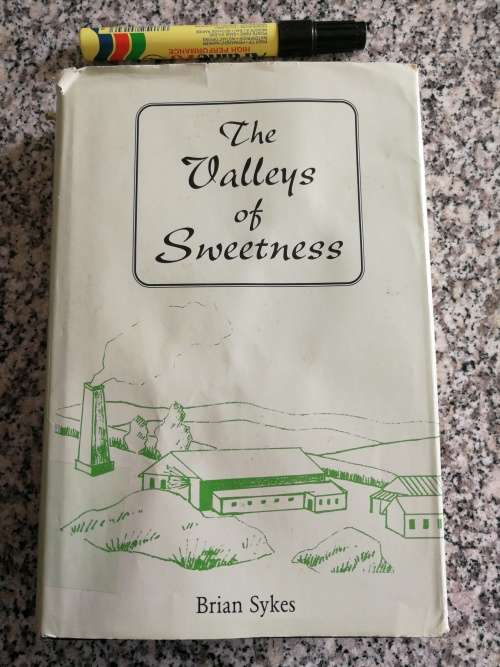 HIGH PERFORMANCE
The
Valleys
of
Sweetness
Brian Sykes